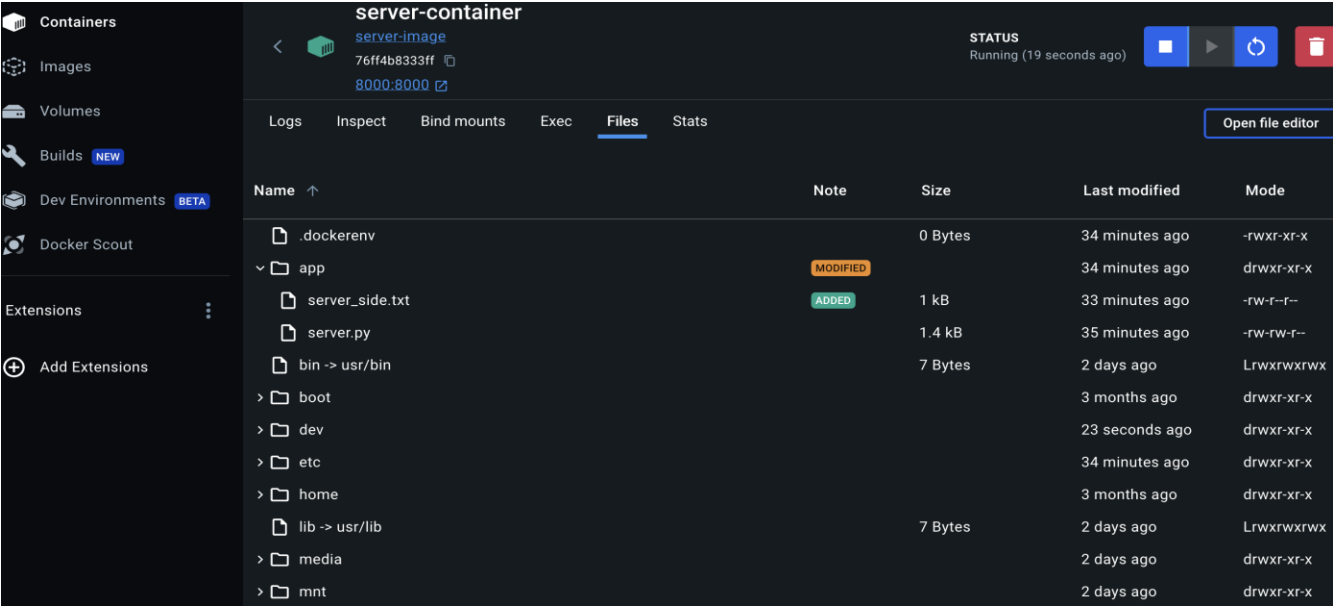 Containers
Images
Volumes
Builds NEW
Dev Environments BETA
Docker Scout
Extensions
Add Extensions
server-container
server-image
76ff4b8333ff
8000:8000
STATUS
Running (19 seconds ago)
Logs Inspect Bind mounts Exec Files Stats
Open file editor
Name Note Size Last modified Mode
.dockerenv 0 Bytes 34 minutes ago -rwxr-xr-x
app MODIFIED 34 minutes ago drwxr-xr-x
server_side.txt ADDED 1 kB 33 minutes ago -rw-r--r--
server.py 1.4 kB 35 minutes ago -rw-rw-r--
bin -> usr/bin 7 Bytes 2 days ago Lrwxrwxrwx
boot 3 months ago drwxr-xr-x
dev 23 seconds ago drwxr-xr-x
etc 34 minutes ago drwxr-xr-x
home 3 months ago drwxr-xr-x
lib -> usr/lib 7 Bytes 2 days ago Lrwxrwxrwx
media 2 days ago drwxr-xr-x
mnt 2 days ago drwxr-xr-x